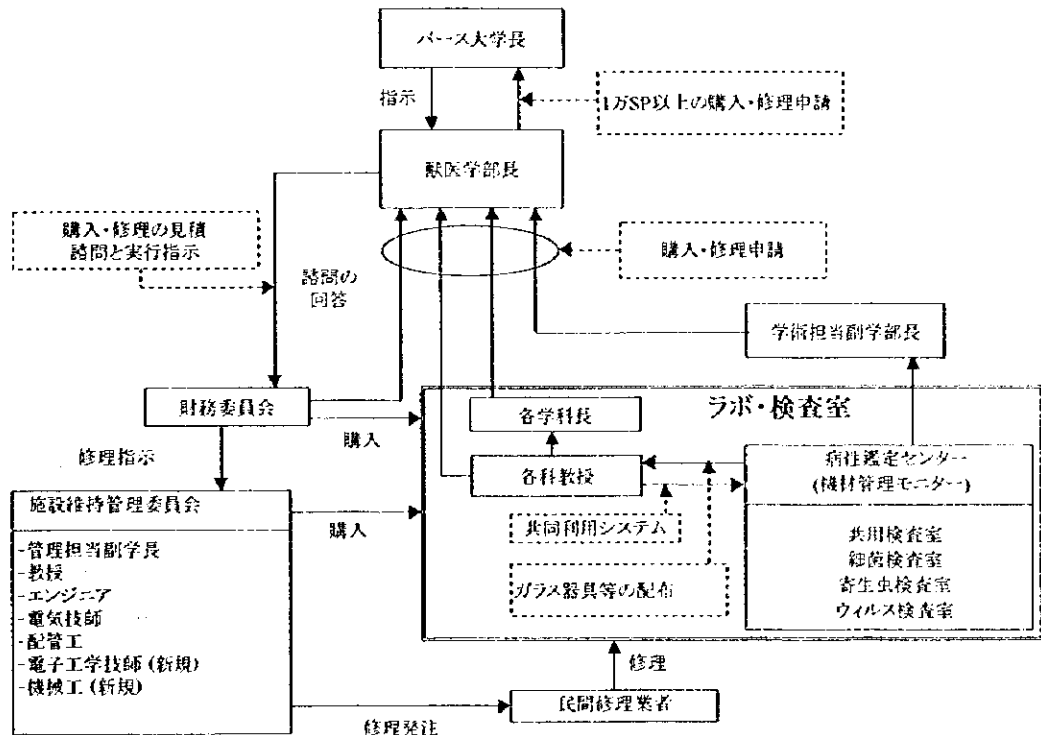 バース大学長
指示
1万SP以上の購入・修理申請
獣医学部長
購入・修理の見積
諮問と実行指示
購入・修理申請
諮問の
回答
学術担当副学部長
財務委員会
購入
ラボ・検査室
各学科長
修理指示
各科教授
病性鑑定センター
(機材管理モニター)
施設維持管理委員会
購入
共同利用システム
-管理担当副学長
-教授
-エンジニア
-電気技師
-配管工
-電子工学技師 (新規)
-機械工 (新規)
ガラス器具等の配布
共用検査室
細菌検査室
寄生虫検査室
ウィルス検査室
修理
民間修理業者
修理発注